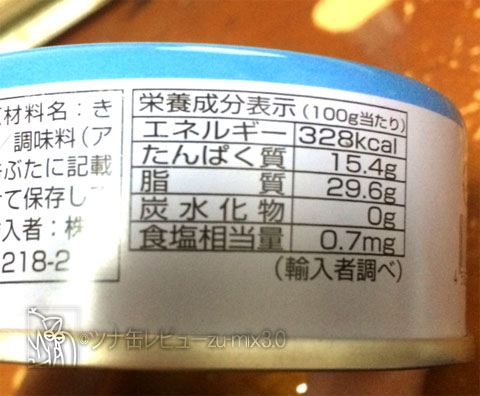 材料名：き
／調味料（ア
ぶたに記載
て保存し
入者：株
218-2
栄養成分表示（100g当たり）
エネルギー 328kcal
たんぱく質 15.4g
脂質 29.6g
炭水化物 0g
食塩相当量 0.7mg
（輸入者調べ）
©ツナ缶レビューzu mix3.0